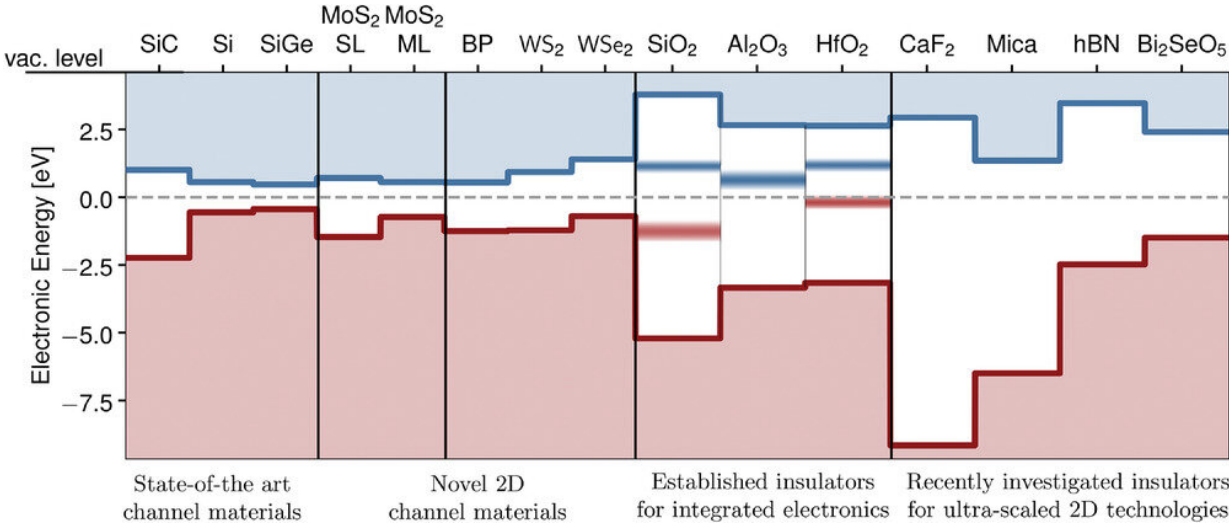 MoS₂ MoS₂
SiC Si SiGe SL ML BP WS₂ WSe₂ SiO₂ Al₂O₃ HfO₂ CaF₂ Mica hBN Bi₂SeO₅
vac. level
Electronic Energy [eV]
2.5
0.0
−2.5
−5.0
−7.5
State-of-the art
channel materials
Novel 2D
channel materials
Established insulators
for integrated electronics
Recently investigated insulators
for ultra-scaled 2D technologies